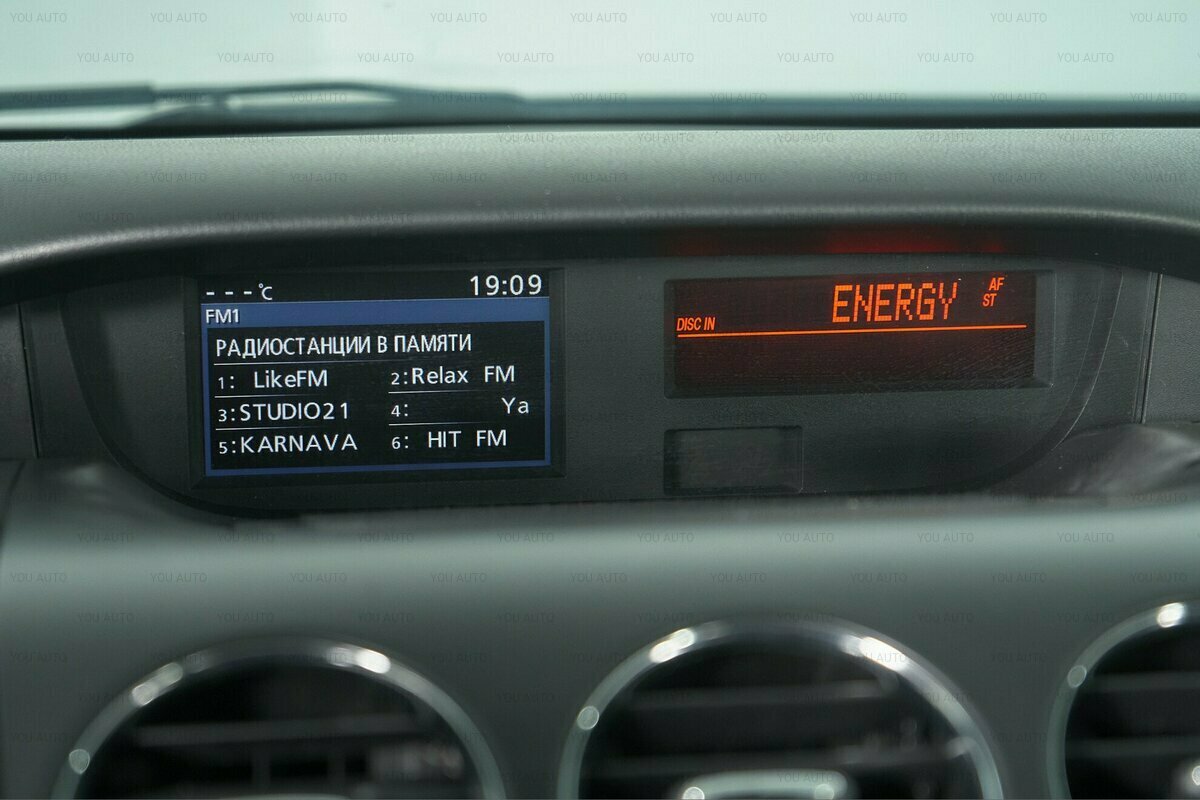 ---°C 19:09
FM1
РАДИОСТАНЦИИ В ПАМЯТИ
1: LikeFM 2:Relax FM
3:STUDIO21 4: Ya
5:KARNAVA 6: HIT FM
DISC IN ENERGY AF
ST
YOU AUTO